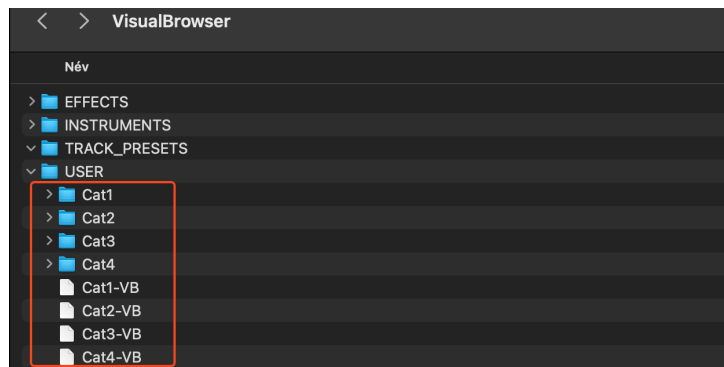 VisualBrowser
Név
EFFECTS
INSTRUMENTS
TRACK_PRESETS
USER
Cat1
Cat2
Cat3
Cat4
Cat1-VB
Cat2-VB
Cat3-VB
Cat4-VB